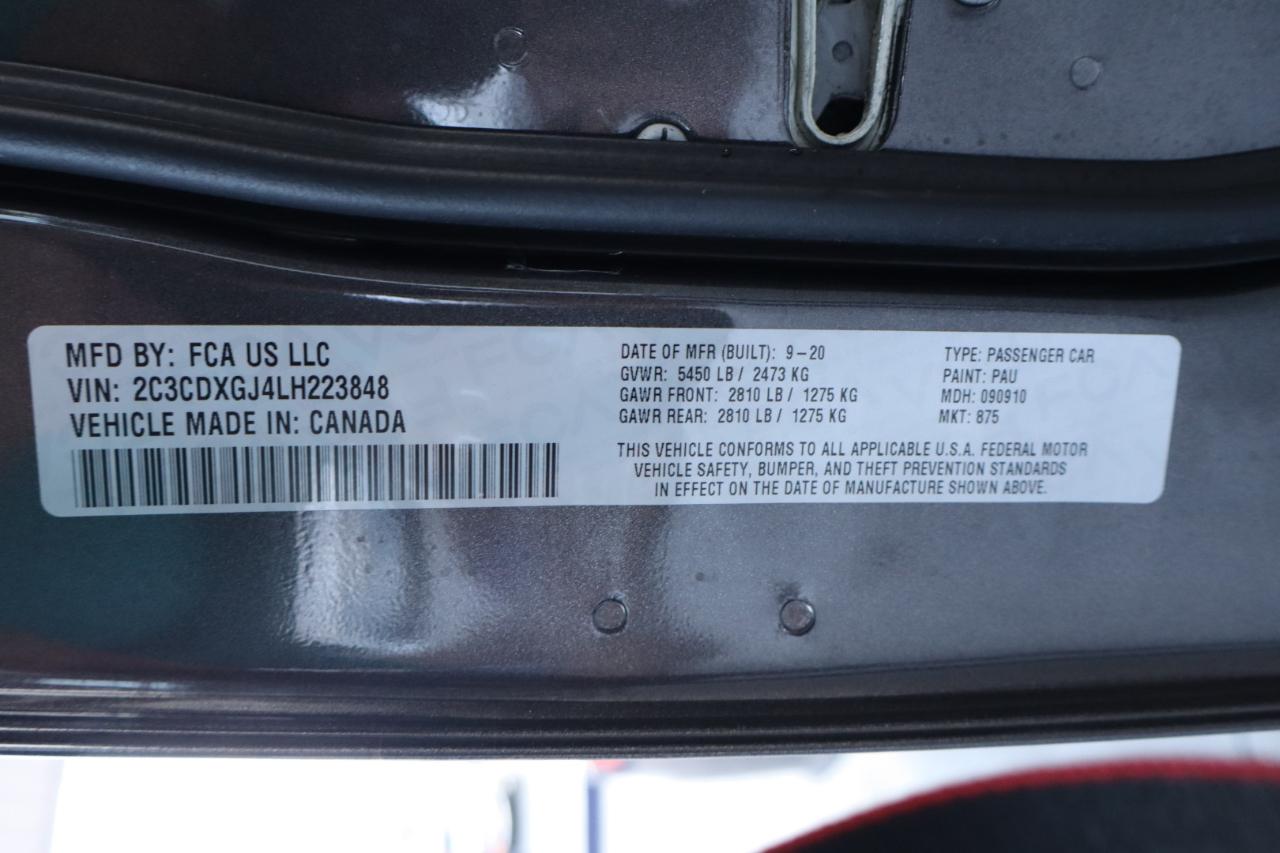 MFD BY: FCA US LLC
VIN: 2C3CDXGJ4LH223848
VEHICLE MADE IN: CANADA
DATE OF MFR (BUILT): 9-20
GVWR: 5450 LB / 2473 KG
GAWR FRONT: 2810 LB / 1275 KG
GAWR REAR: 2810 LB / 1275 KG
TYPE: PASSENGER CAR
PAINT: PAU
MDH: 090910
MKT: 875
THIS VEHICLE CONFORMS TO ALL APPLICABLE U.S.A. FEDERAL MOTOR
VEHICLE SAFETY, BUMPER, AND THEFT PREVENTION STANDARDS
IN EFFECT ON THE DATE OF MANUFACTURE SHOWN ABOVE.